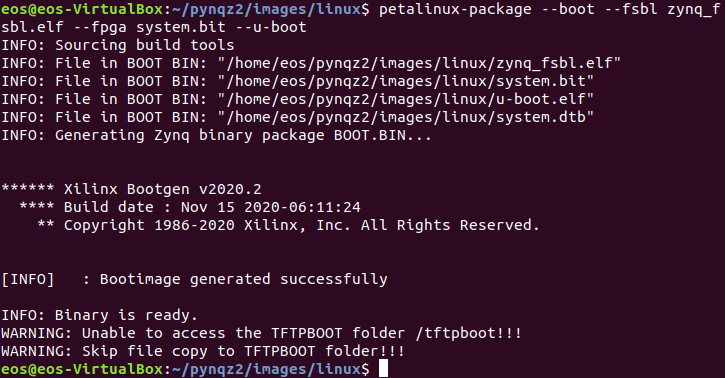 eos@eos-VirtualBox:~/pynqz2/images/linux$ petalinux-package --boot --fsbl zynq_f
sbl.elf --fpga system.bit --u-boot
INFO: Sourcing build tools
INFO: File in BOOT BIN: "/home/eos/pynqz2/images/linux/zynq_fsbl.elf"
INFO: File in BOOT BIN: "/home/eos/pynqz2/images/linux/system.bit"
INFO: File in BOOT BIN: "/home/eos/pynqz2/images/linux/u-boot.elf"
INFO: File in BOOT BIN: "/home/eos/pynqz2/images/linux/system.dtb"
INFO: Generating Zynq binary package BOOT.BIN...
****** Xilinx Bootgen v2020.2
  **** Build date : Nov 15 2020-06:11:24
    ** Copyright 1986-2020 Xilinx, Inc. All Rights Reserved.
[INFO]   : Bootimage generated successfully
INFO: Binary is ready.
WARNING: Unable to access the TFTPBOOT folder /tftpboot!!!
WARNING: Skip file copy to TFTPBOOT folder!!!
eos@eos-VirtualBox:~/pynqz2/images/linux$